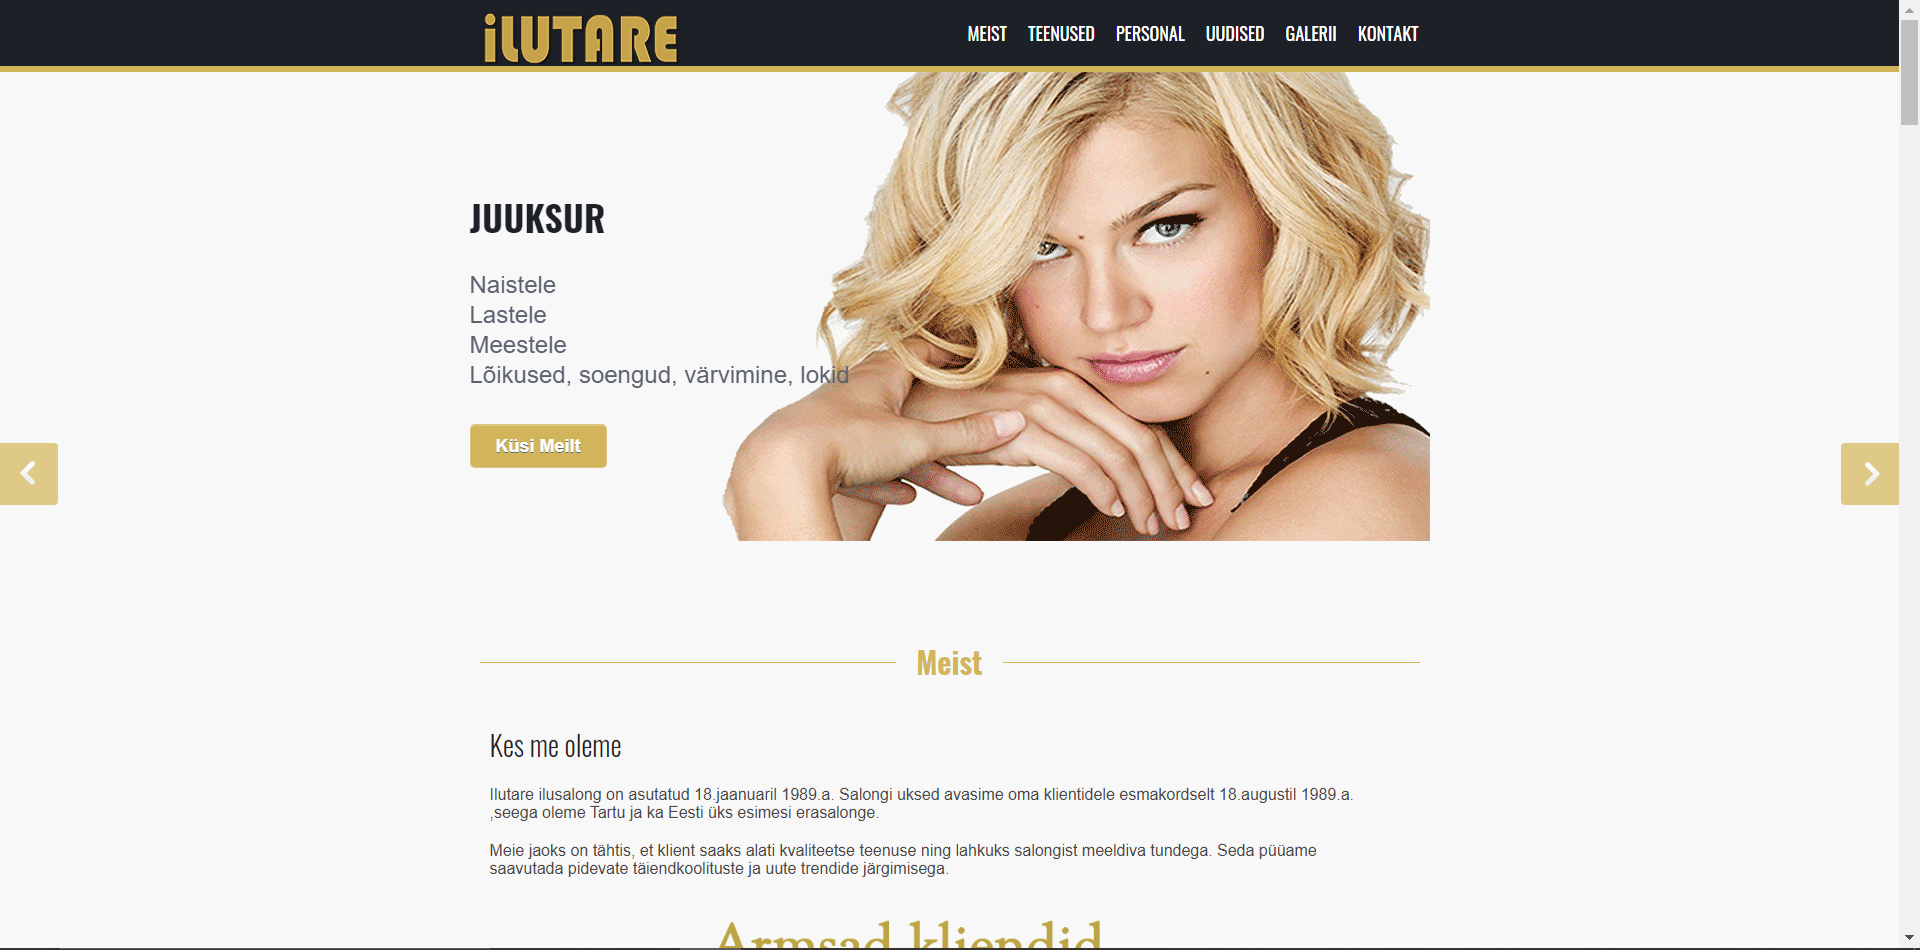 iLUTARE
MEIST TEENUSED PERSONAL UUDISED GALERII KONTAKT
JUUKSUR
Naistele
Lastele
Meestele
Lõikused, soengud, värvimine, lokid
Küsi Meilt
Meist
Kes me oleme
Ilutare ilusalong on asutatud 18.jaanuaril 1989.a. Salongi uksed avasime oma klientidele esmakordselt 18.augustil 1989.a.
,seega oleme Tartu ja ka Eesti üks esimesi erasalonge.
Meie jaoks on tähtis, et klient saaks alati kvaliteetse teenuse ning lahkuks salongist meeldiva tundega. Seda püüame
saavutada pidevate täiendkoolituste ja uute trendide järgimisega.
Armsad kliendid